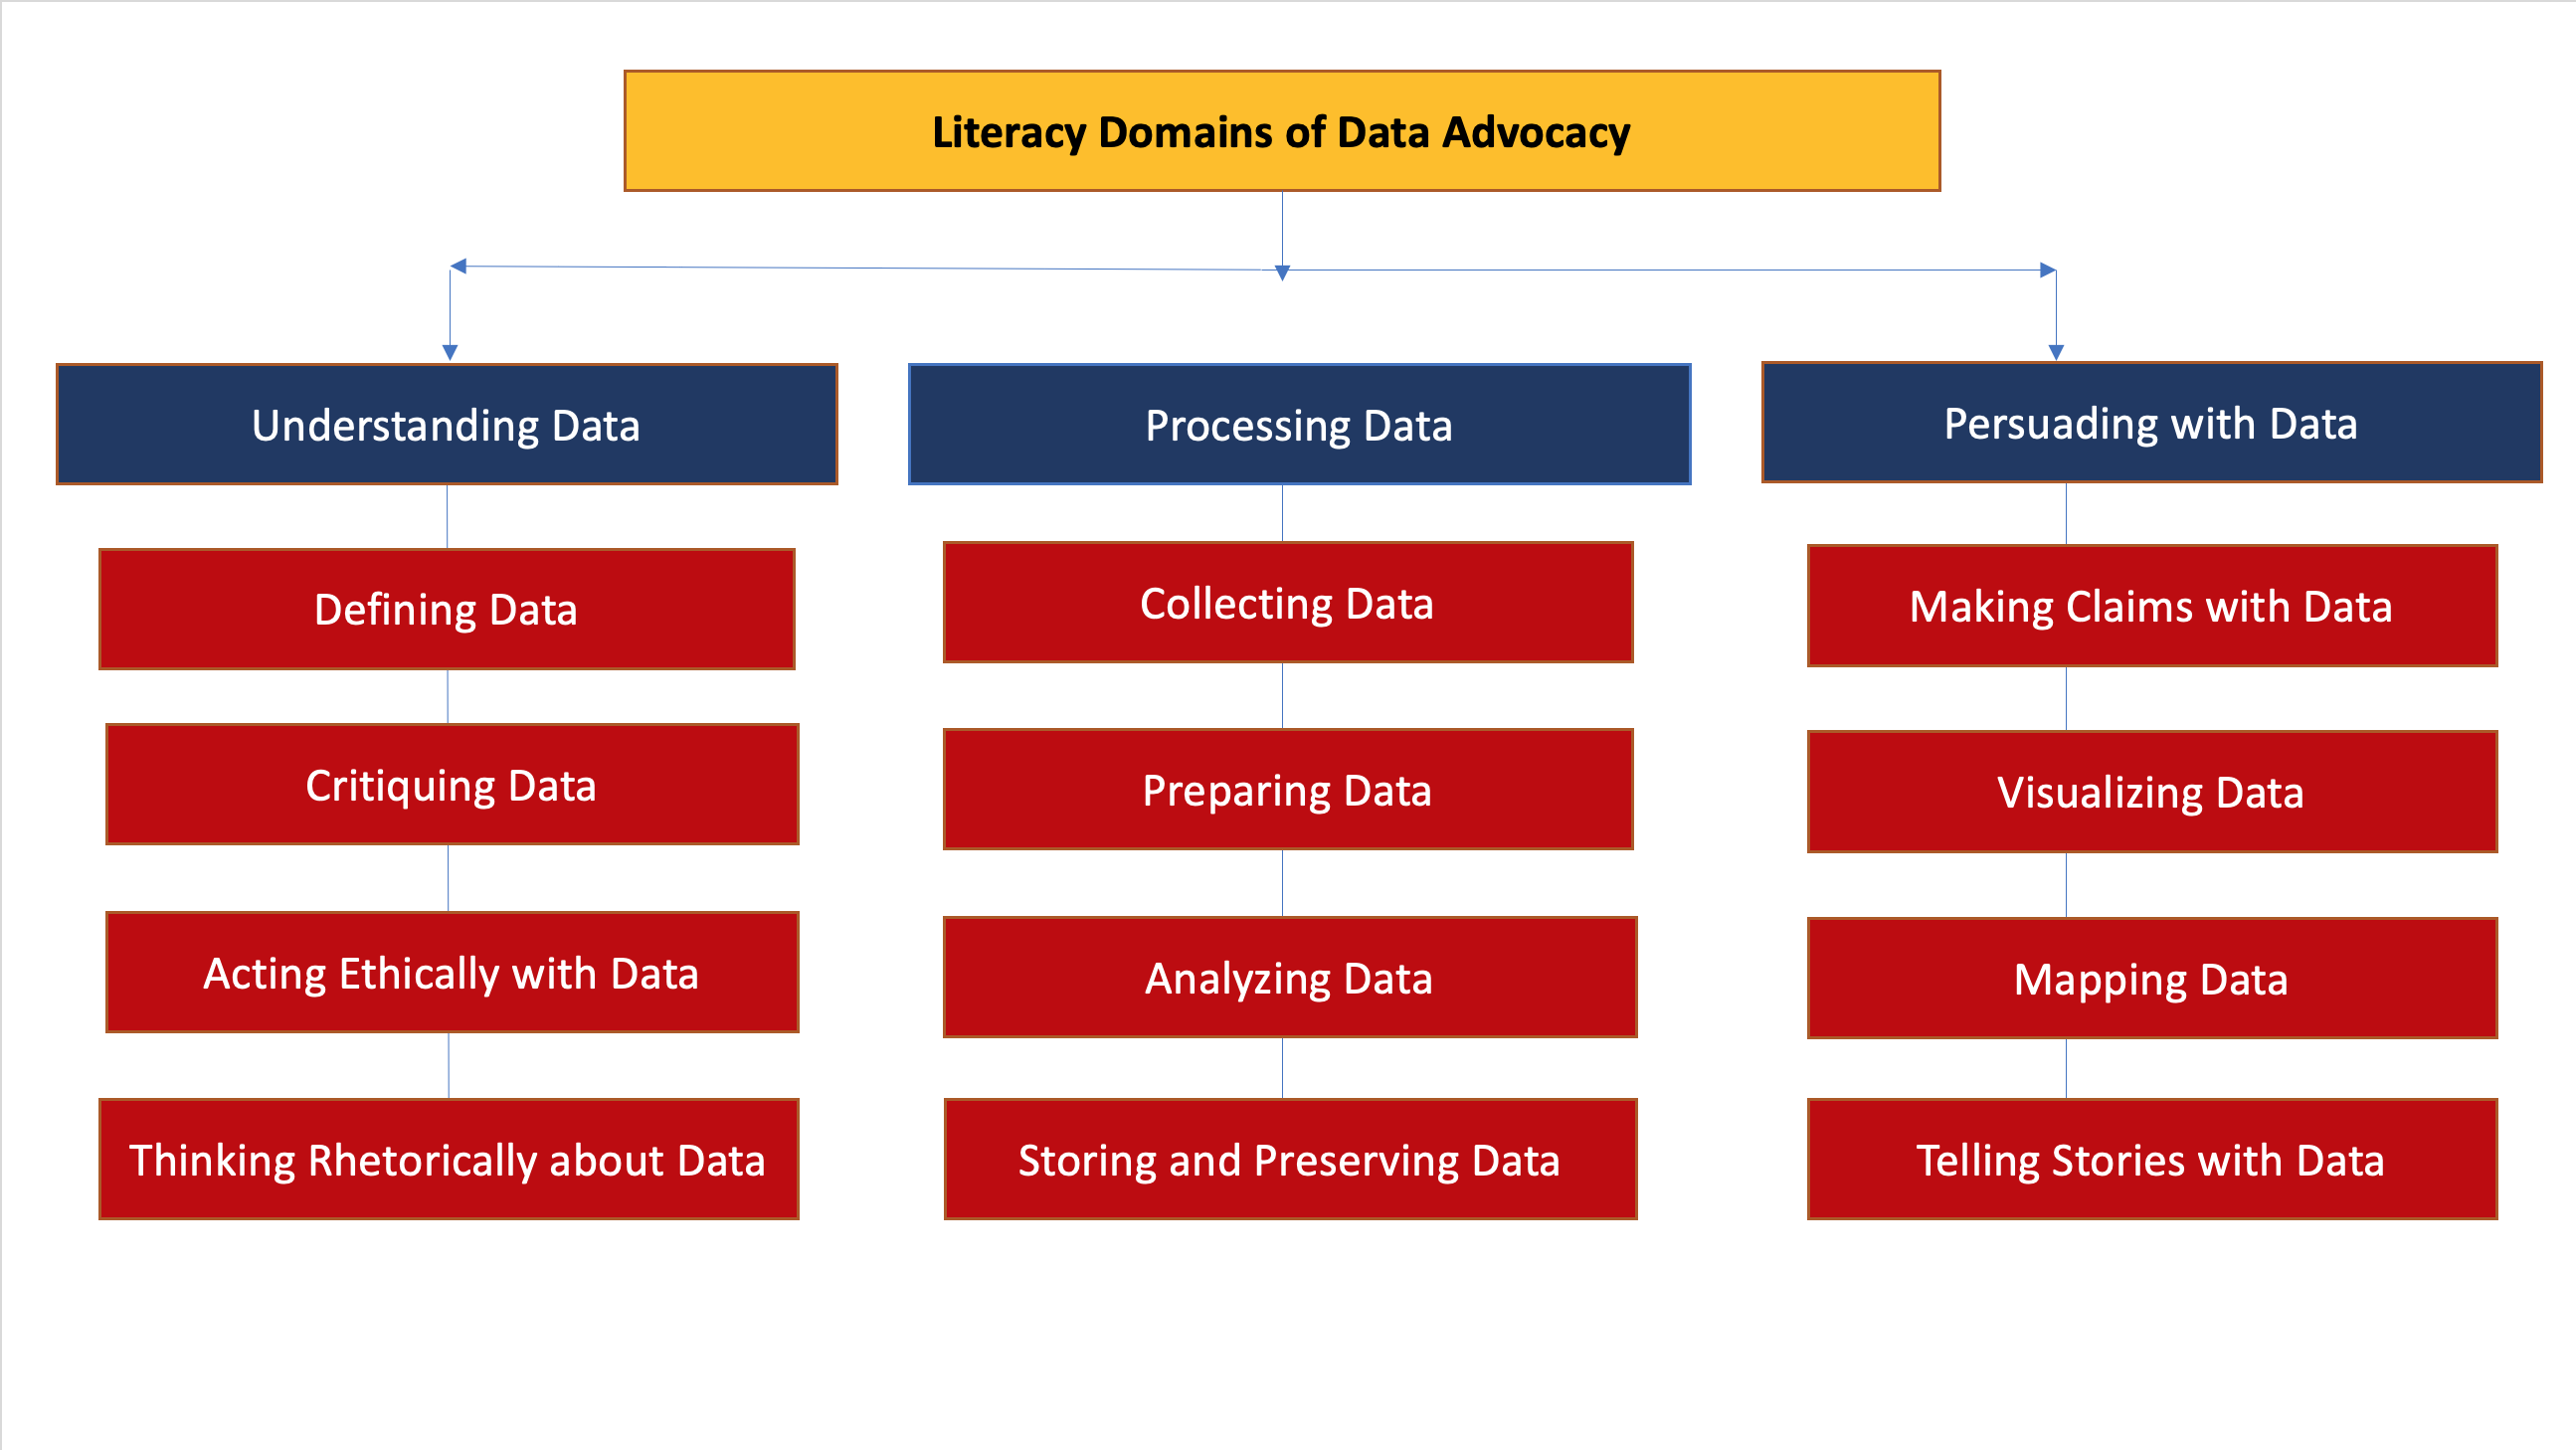 Literacy Domains of Data Advocacy
Understanding Data
Defining Data
Critiquing Data
Acting Ethically with Data
Thinking Rhetorically about Data
Processing Data
Collecting Data
Preparing Data
Analyzing Data
Storing and Preserving Data
Persuading with Data
Making Claims with Data
Visualizing Data
Mapping Data
Telling Stories with Data